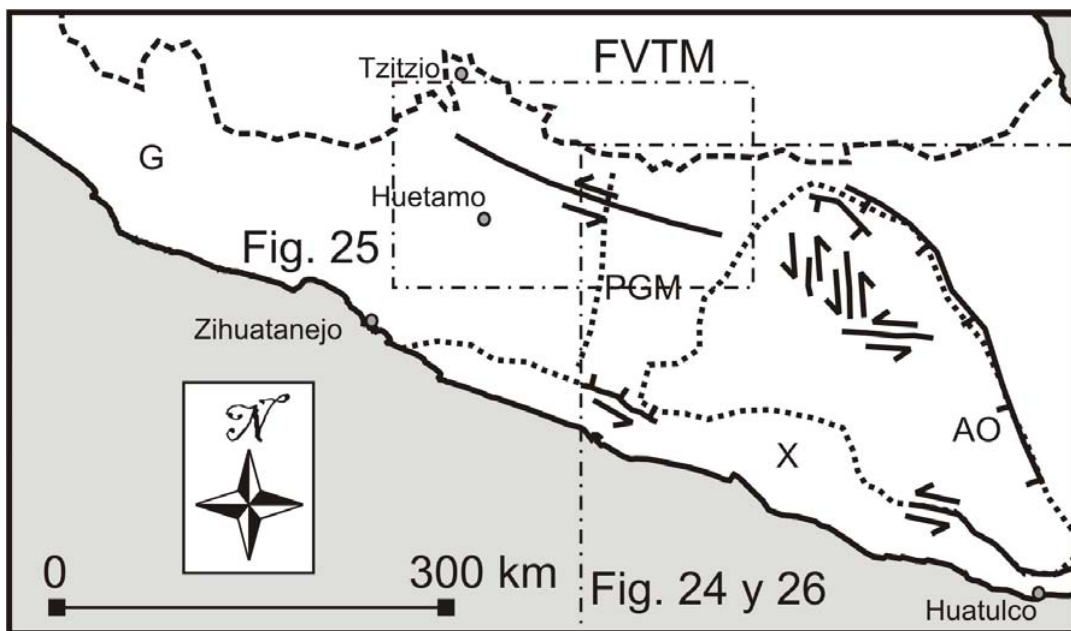 Tzitzio
FVTM
G
Huetamo
Fig. 25
PGM
Zihuatanejo
N
AO
X
0 300 km
Fig. 24 y 26
Huatulco